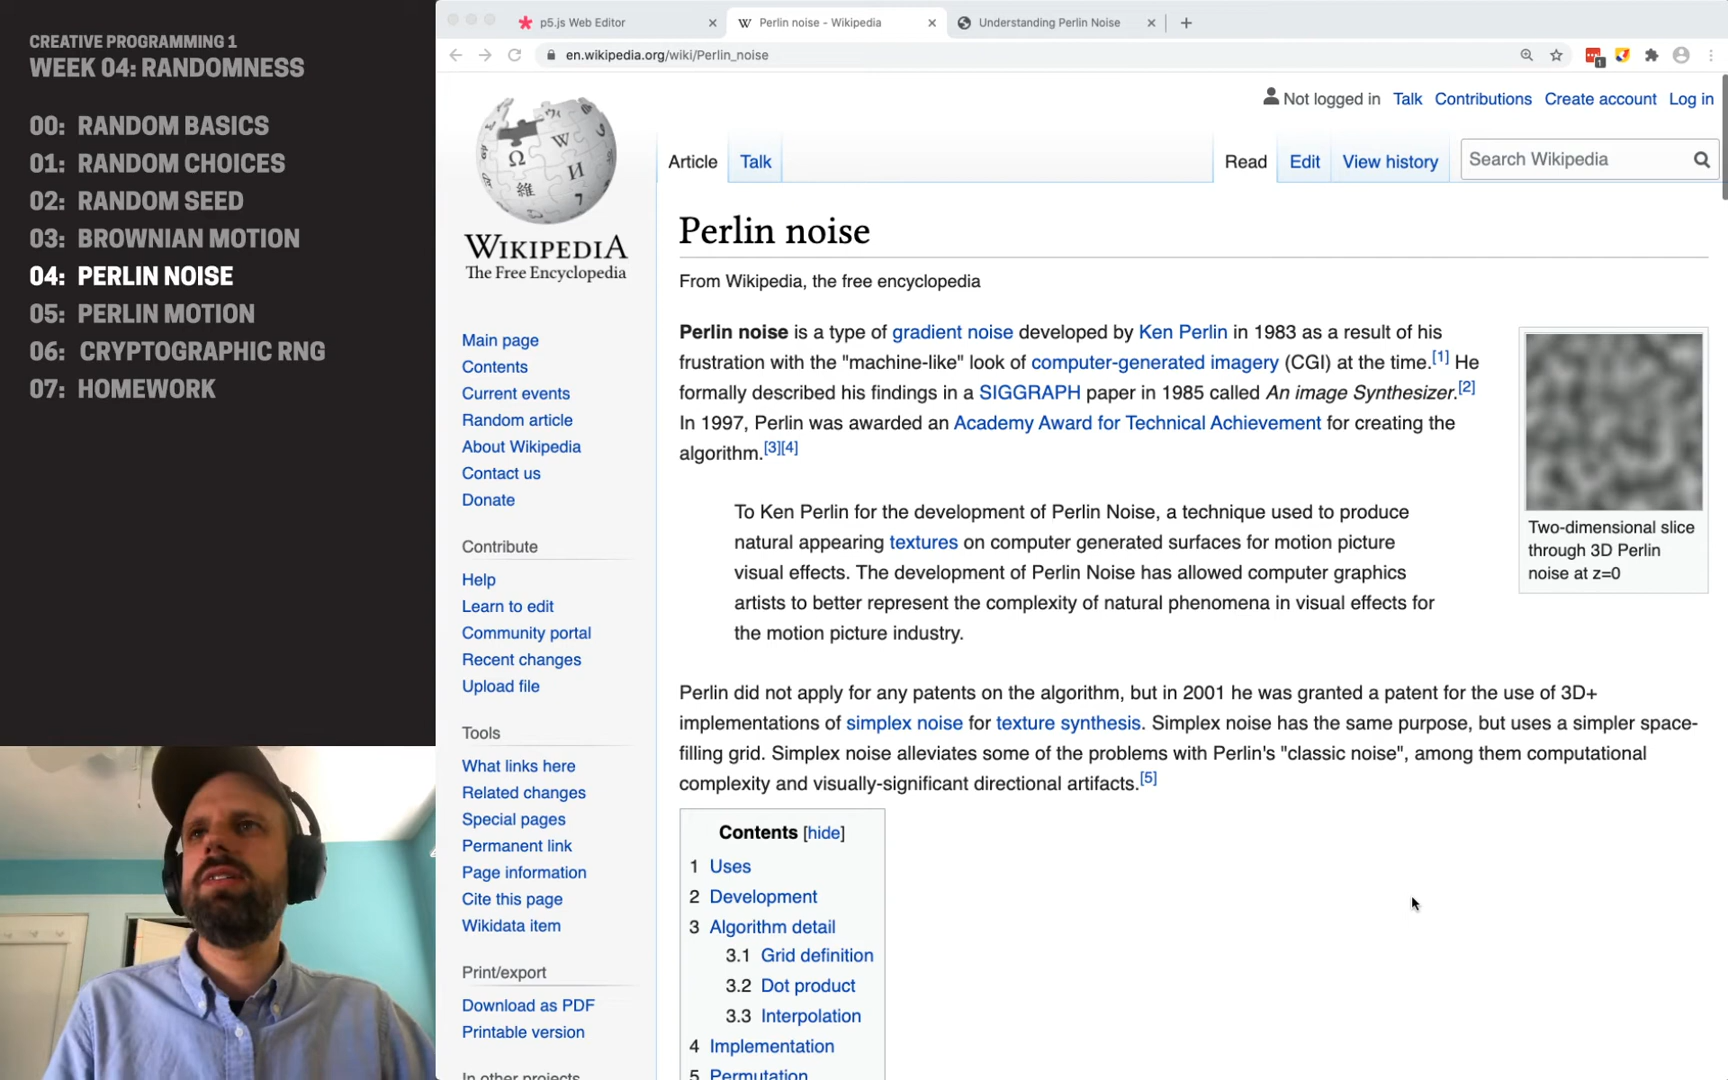 CREATIVE PROGRAMMING 1
WEEK 04: RANDOMNESS
00: RANDOM BASICS
01: RANDOM CHOICES
02: RANDOM SEED
03: BROWNIAN MOTION
04: PERLIN NOISE
05: PERLIN MOTION
06: CRYPTOGRAPHIC RNG
07: HOMEWORK
p5.js Web Editor
Perlin noise - Wikipedia
Understanding Perlin Noise
en.wikipedia.org/wiki/Perlin_noise
1
Not logged in Talk Contributions Create account Log in
Article Talk
Read Edit View history
Search Wikipedia
WIKIPEDIA
The Free Encyclopedia
Main page
Contents
Current events
Random article
About Wikipedia
Contact us
Donate
Contribute
Help
Learn to edit
Community portal
Recent changes
Upload file
Tools
What links here
Related changes
Special pages
Permanent link
Page information
Cite this page
Wikidata item
Print/export
Download as PDF
Printable version
In other projects
Perlin noise
From Wikipedia, the free encyclopedia
Perlin noise is a type of gradient noise developed by Ken Perlin in 1983 as a result of his
frustration with the "machine-like" look of computer-generated imagery (CGI) at the time.[1] He
formally described his findings in a SIGGRAPH paper in 1985 called An image Synthesizer.[2]
In 1997, Perlin was awarded an Academy Award for Technical Achievement for creating the
algorithm.[3][4]
To Ken Perlin for the development of Perlin Noise, a technique used to produce
natural appearing textures on computer generated surfaces for motion picture
visual effects. The development of Perlin Noise has allowed computer graphics
artists to better represent the complexity of natural phenomena in visual effects for
the motion picture industry.
Two-dimensional slice
through 3D Perlin
noise at z=0
Perlin did not apply for any patents on the algorithm, but in 2001 he was granted a patent for the use of 3D+
implementations of simplex noise for texture synthesis. Simplex noise has the same purpose, but uses a simpler space-
filling grid. Simplex noise alleviates some of the problems with Perlin's "classic noise", among them computational
complexity and visually-significant directional artifacts.[5]
Contents [hide]
1 Uses
2 Development
3 Algorithm detail
3.1 Grid definition
3.2 Dot product
3.3 Interpolation
4 Implementation
5 Permutation